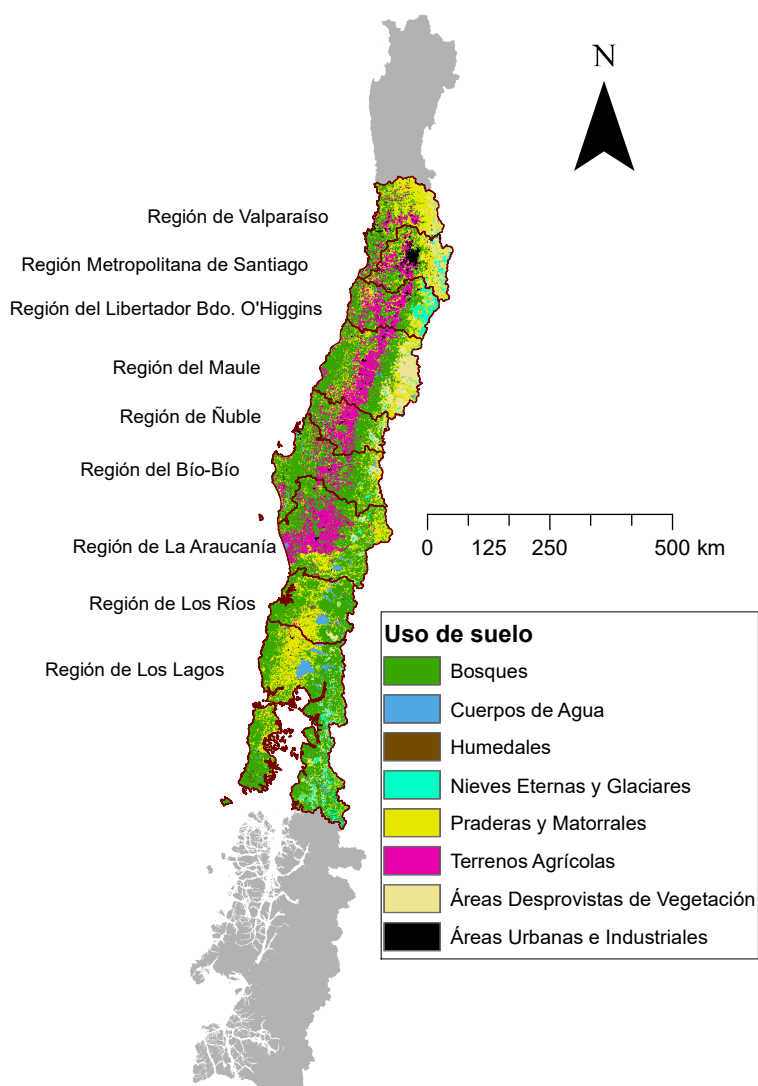 N
Región de Valparaíso
Región Metropolitana de Santiago
Región del Libertador Bdo. O'Higgins
Región del Maule
Región de Ñuble
Región del Bío-Bío
Región de La Araucanía
Región de Los Ríos
Región de Los Lagos
0 125 250 500 km
Uso de suelo
Bosques
Cuerpos de Agua
Humedales
Nieves Eternas y Glaciares
Praderas y Matorrales
Terrenos Agrícolas
Áreas Desprovistas de Vegetación
Áreas Urbanas e Industriales